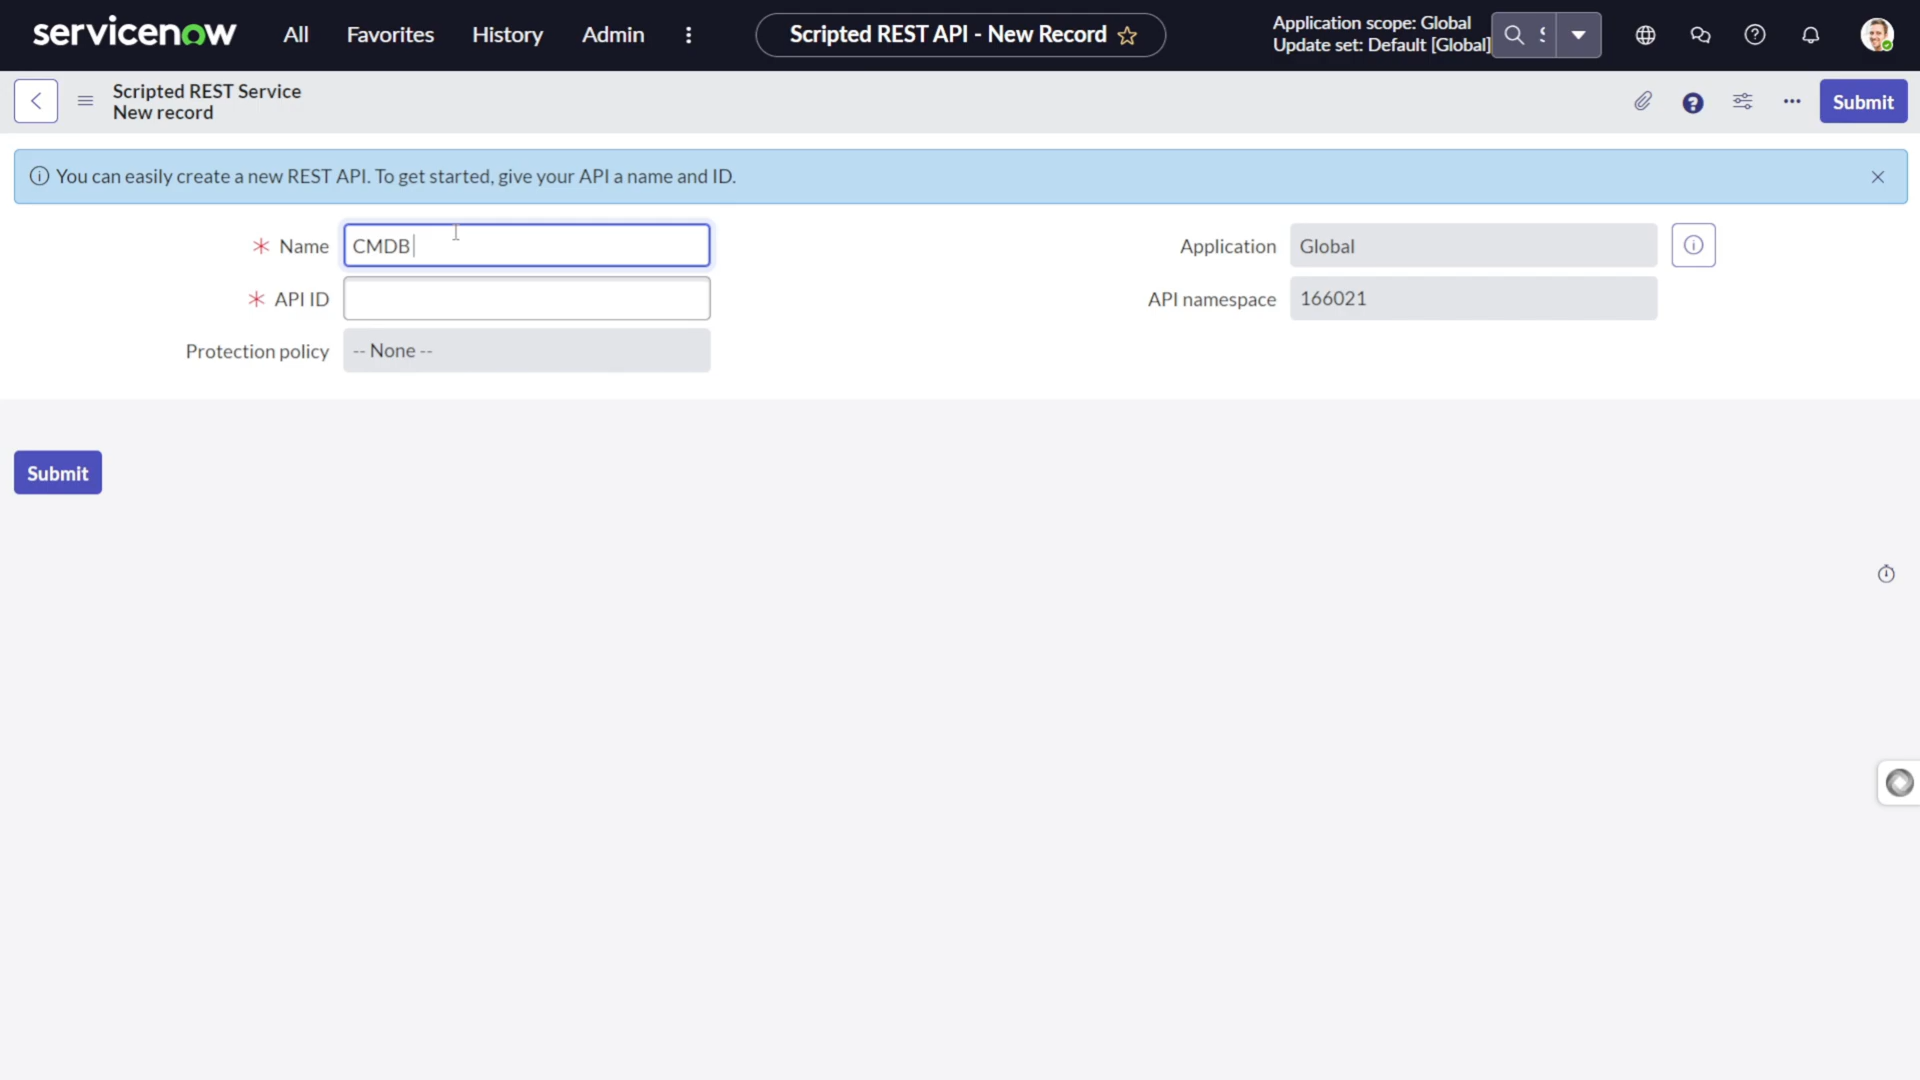 servicenow
All
Favorites
History
Admin
Scripted REST API - New Record
Application scope: Global
Update set: Default [Global]
Scripted REST Service
New record
Submit
You can easily create a new REST API. To get started, give your API a name and ID.
* Name
CMDB
Application
Global
* API ID
API namespace
166021
Protection policy
-- None --
Submit